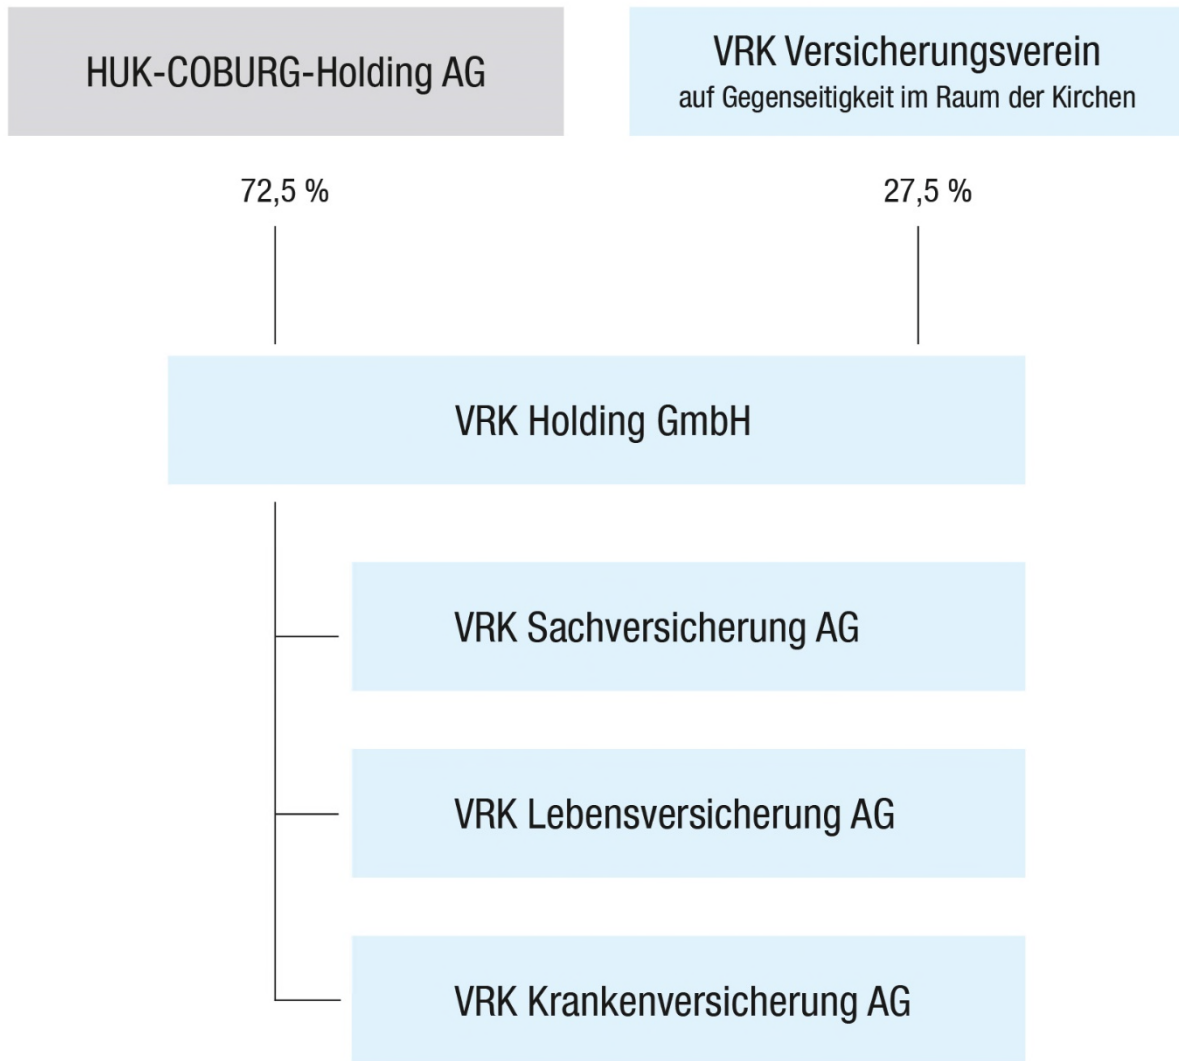 HUK-COBURG-Holding AG
VRK Versicherungsverein
auf Gegenseitigkeit im Raum der Kirchen
72,5 %
27,5 %
VRK Holding GmbH
VRK Sachversicherung AG
VRK Lebensversicherung AG
VRK Krankenversicherung AG